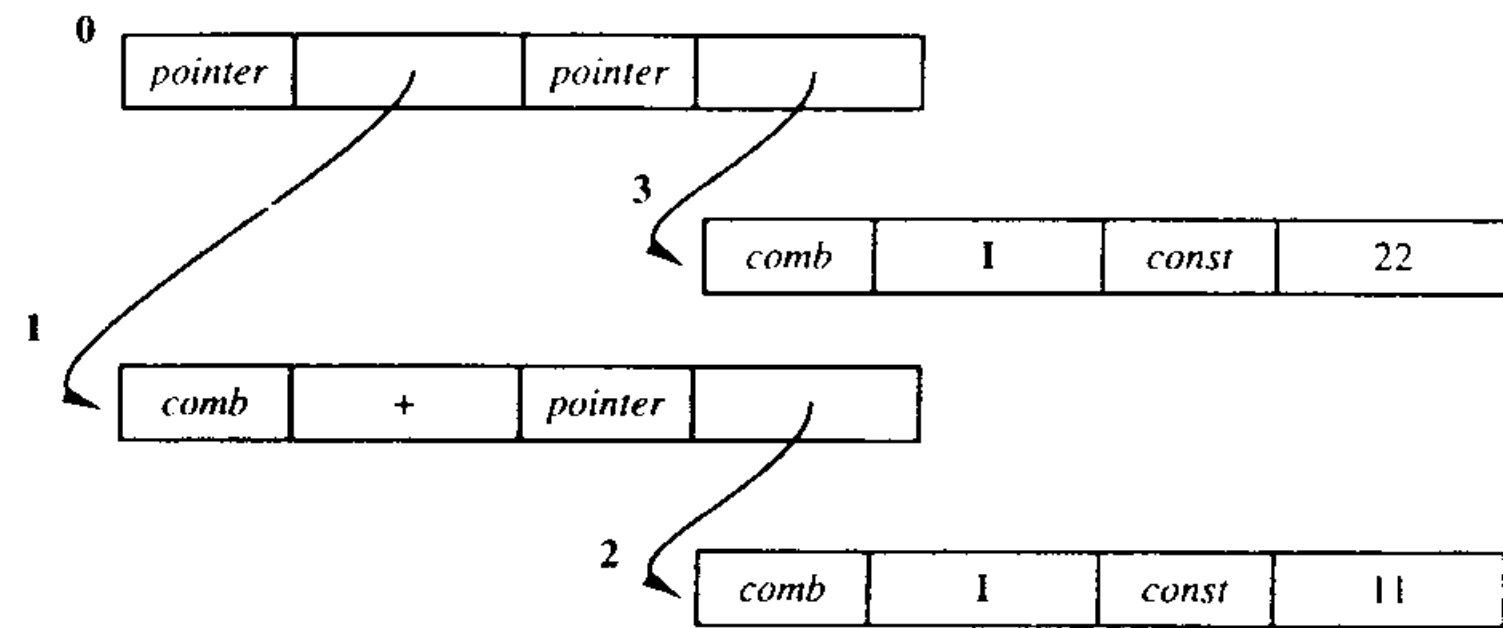 0
pointer pointer
3
comb I const 22
1
comb + pointer
2
comb I const 11